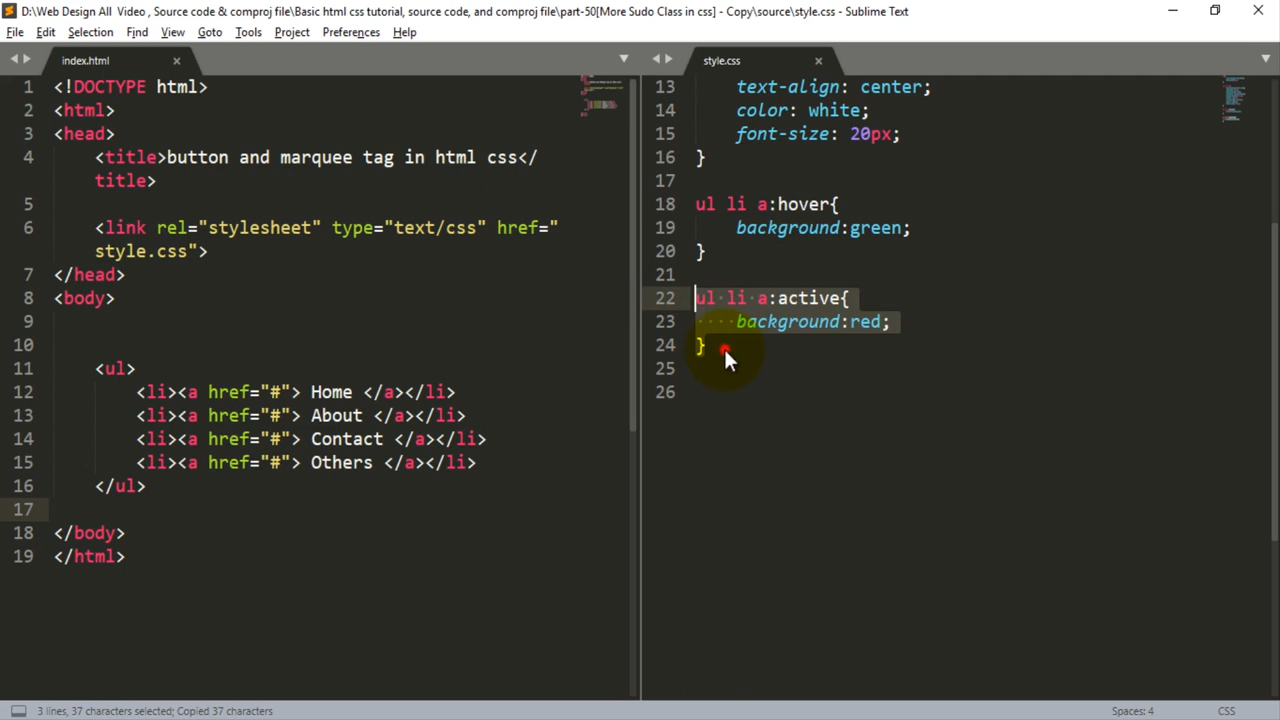 D:\Web Design All  Video , Source code & comproj file\Basic html css tutorial, source code, and comproj file\part-50[More Sudo Class in css] - Copy\source\style.css - Sublime Text
File Edit Selection Find View Goto Tools Project Preferences Help
index.html
1 <!DOCTYPE html>
2 <html>
3 <head>
4 <title>button and marquee tag in html css</
title>
5
6 <link rel="stylesheet" type="text/css" href="
style.css">
7 </head>
8 <body>
9
10
11 <ul>
12 <li><a href="#"> Home </a></li>
13 <li><a href="#"> About </a></li>
14 <li><a href="#"> Contact </a></li>
15 <li><a href="#"> Others </a></li>
16 </ul>
17
18 </body>
19 </html>
style.css
13 text-align: center;
14 color: white;
15 font-size: 20px;
16 }
17
18 ul li a:hover{
19 background:green;
20 }
21
22 ul li a:active{
23 background:red;
24 }
25
26
3 lines, 37 characters selected; Copied 37 characters
Spaces: 4
CSS